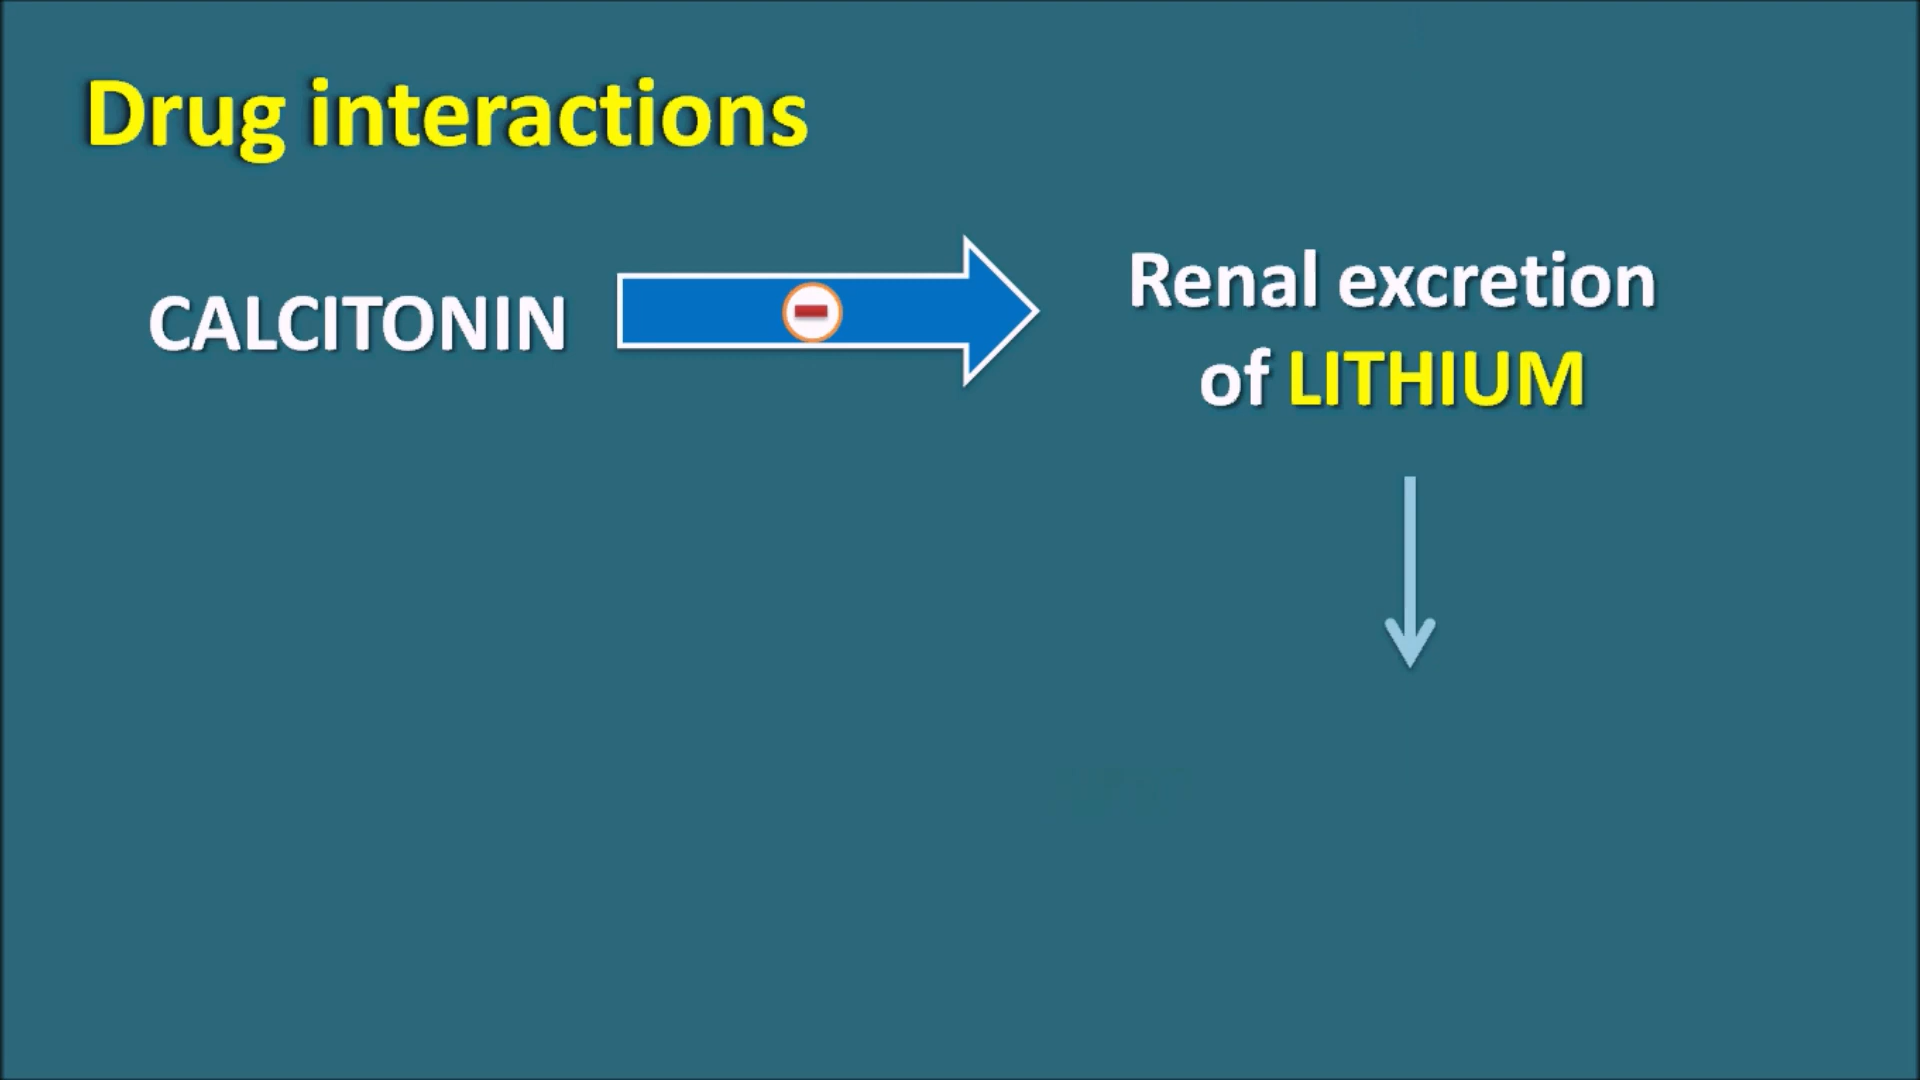 Drug interactions
CALCITONIN
Renal excretion
of LITHIUM